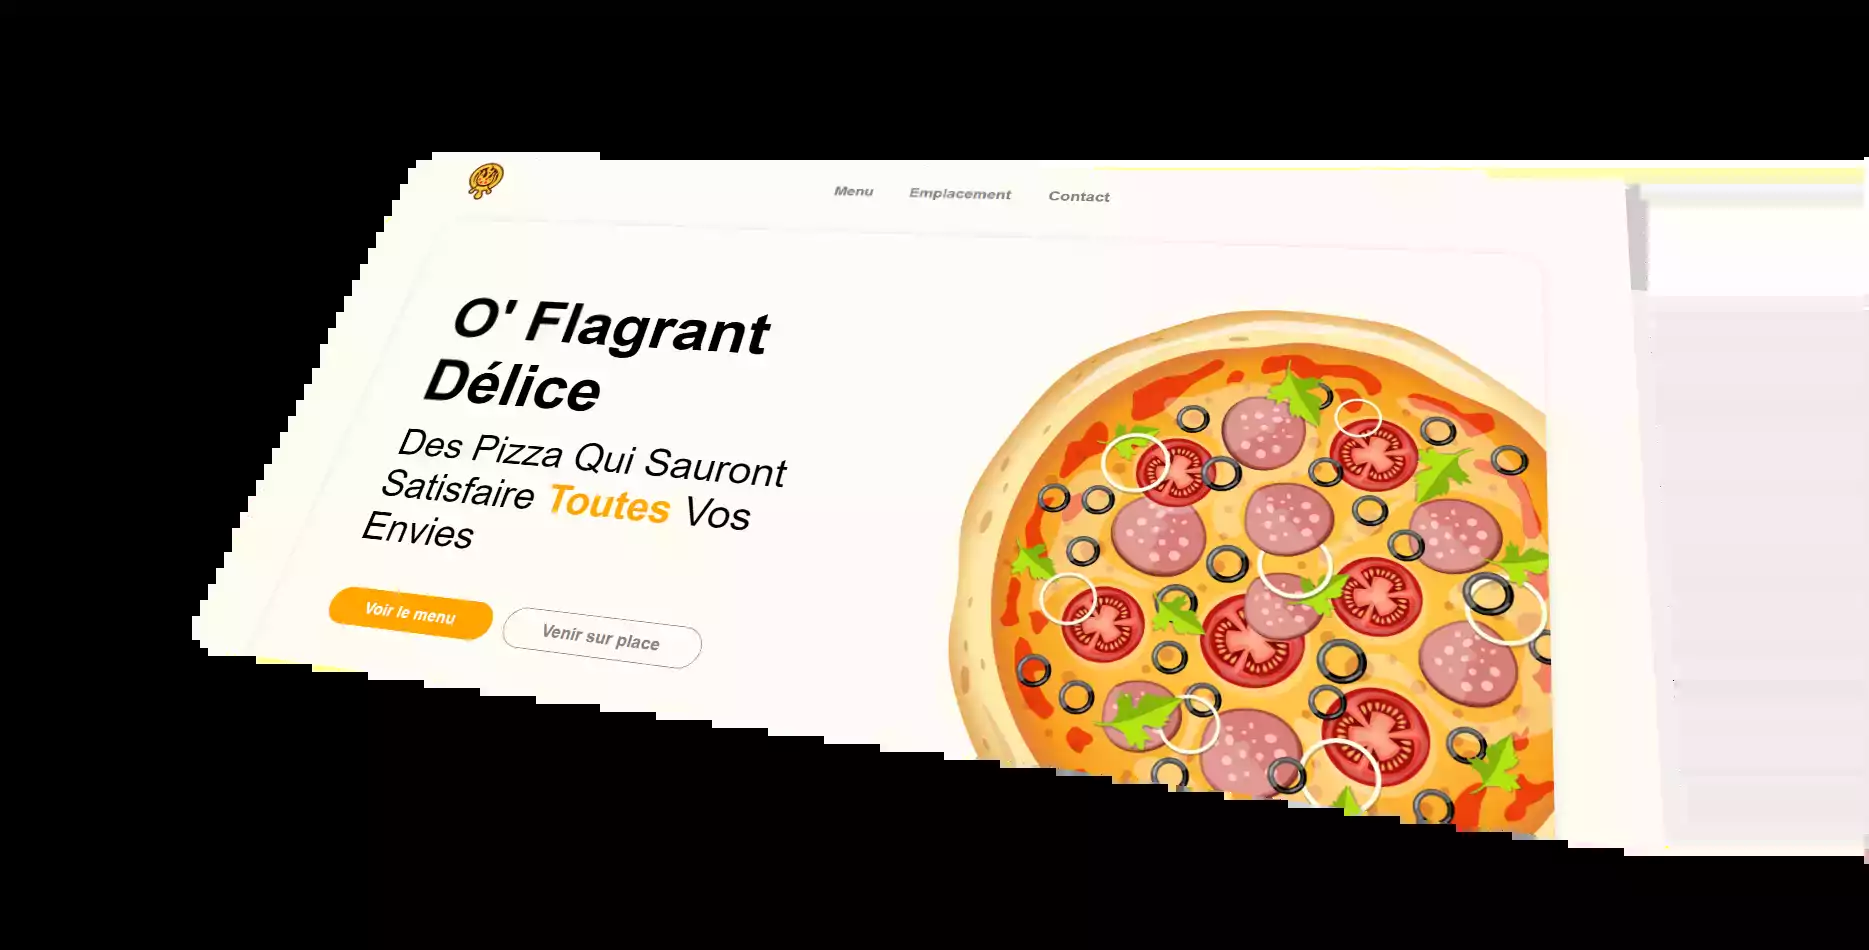 Menu Emplacement Contact
O' Flagrant
Délice
Des Pizza Qui Sauront
Satisfaire Toutes Vos
Envies
Voir le menu
Venir sur place